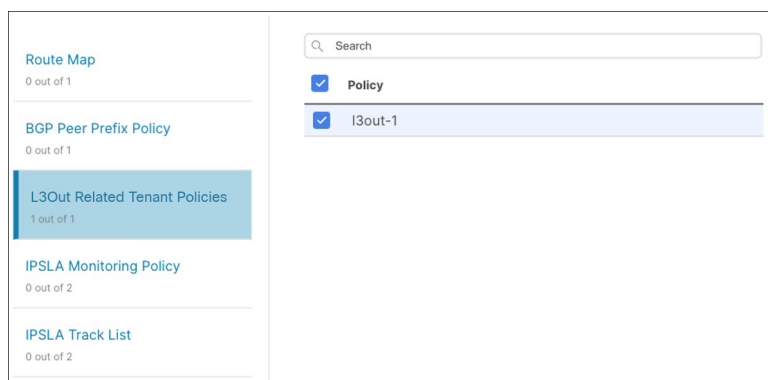 Route Map
0 out of 1
BGP Peer Prefix Policy
0 out of 1
L3Out Related Tenant Policies
1 out of 1
IPSLA Monitoring Policy
0 out of 2
IPSLA Track List
0 out of 2
Search
Policy
l3out-1